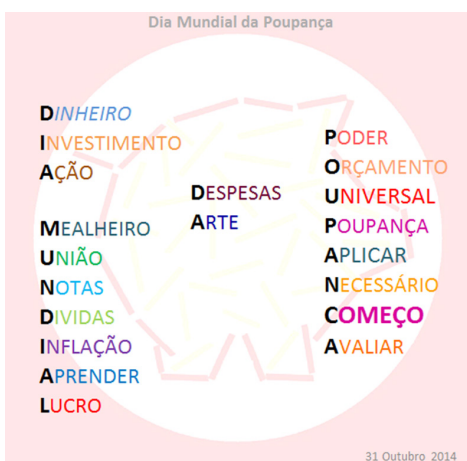 Dia Mundial da Poupança
DINHEIRO
INVESTIMENTO
AÇÃO
MEALHEIRO
UNIÃO
NOTAS
DIVIDAS
INFLAÇÃO
APRENDER
LUCRO
DESPESAS
ARTE
PODER
ORÇAMENTO
UNIVERSAL
POUPANÇA
APLICAR
NECESSÁRIO
COMEÇO
AVALIAR
31 Outubro 2014